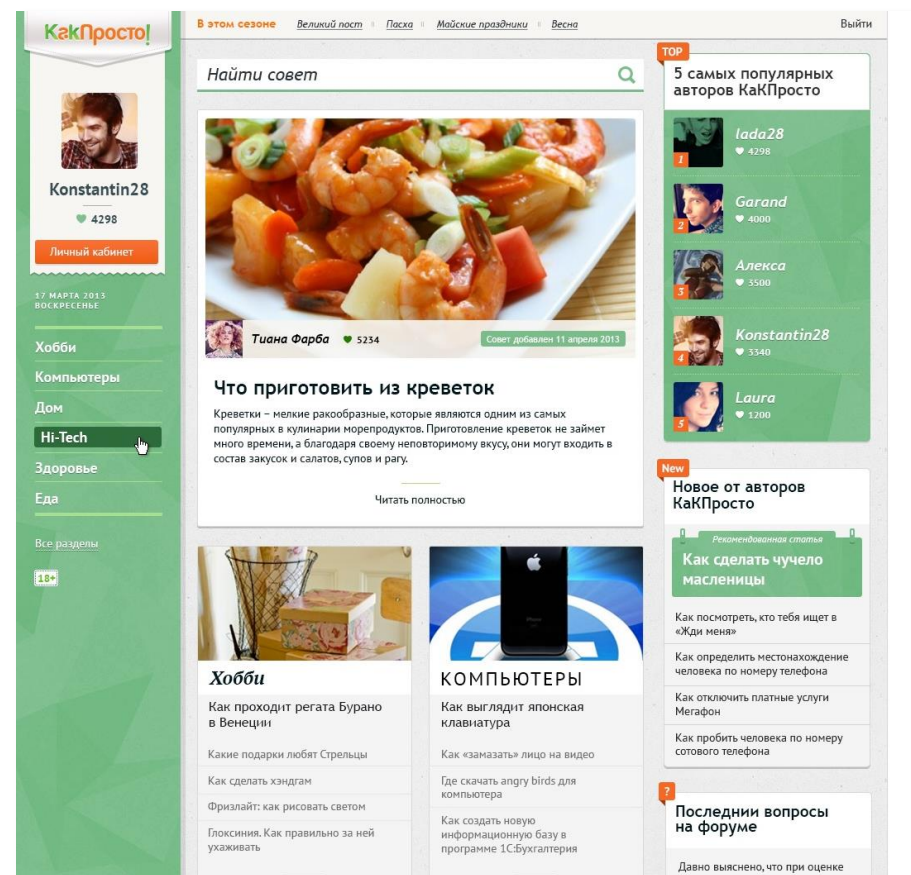 КакПросто!
Konstantin28
4298
Личный кабинет
17 МАРТА 2013
ВОСКРЕСЕНЬЕ
Хобби
Компьютеры
Дом
Hi-Tech
Здоровье
Еда
Все разделы
18+
В этом сезоне Великий пост Пасха Майские праздники Весна Выйти
Найти совет
Тиана Фарба 5234 Совет добавлен 11 апреля 2013
Что приготовить из креветок
Креветки – мелкие ракообразные, которые являются одним из самых
популярных в кулинарии морепродуктов. Приготовление креветок не займет
много времени, а благодаря своему неповторимому вкусу, они могут входить в
состав закусок и салатов, супов и рагу.
Читать полностью
Хобби
Как проходит регата Бурано
в Венеции
Какие подарки любят Стрельцы
Как сделать хэндгам
Фризлайт: как рисовать светом
Глоксиния. Как правильно за ней
ухаживать
КОМПЬЮТЕРЫ
Как выглядит японская
клавиатура
Как «замазать» лицо на видео
Где скачать angry birds для
компьютера
Как создать новую
информационную базу в
программе 1С:Бухгалтерия
TOP
5 самых популярных
авторов КаКПросто
1
lada28
4298
2
Garand
4000
3
Алекса
3500
4
Konstantin28
3340
5
Laura
1200
New
Новое от авторов
КаКПросто
Рекомендованная статья
Как сделать чучело
масленицы
Как посмотреть, кто тебя ищет в
«Жди меня»
Как определить местонахождение
человека по номеру телефона
Как отключить платные услуги
Мегафон
Как пробить человека по номеру
сотового телефона
?
Последнии вопросы
на форуме
Давно выяснено, что при оценке